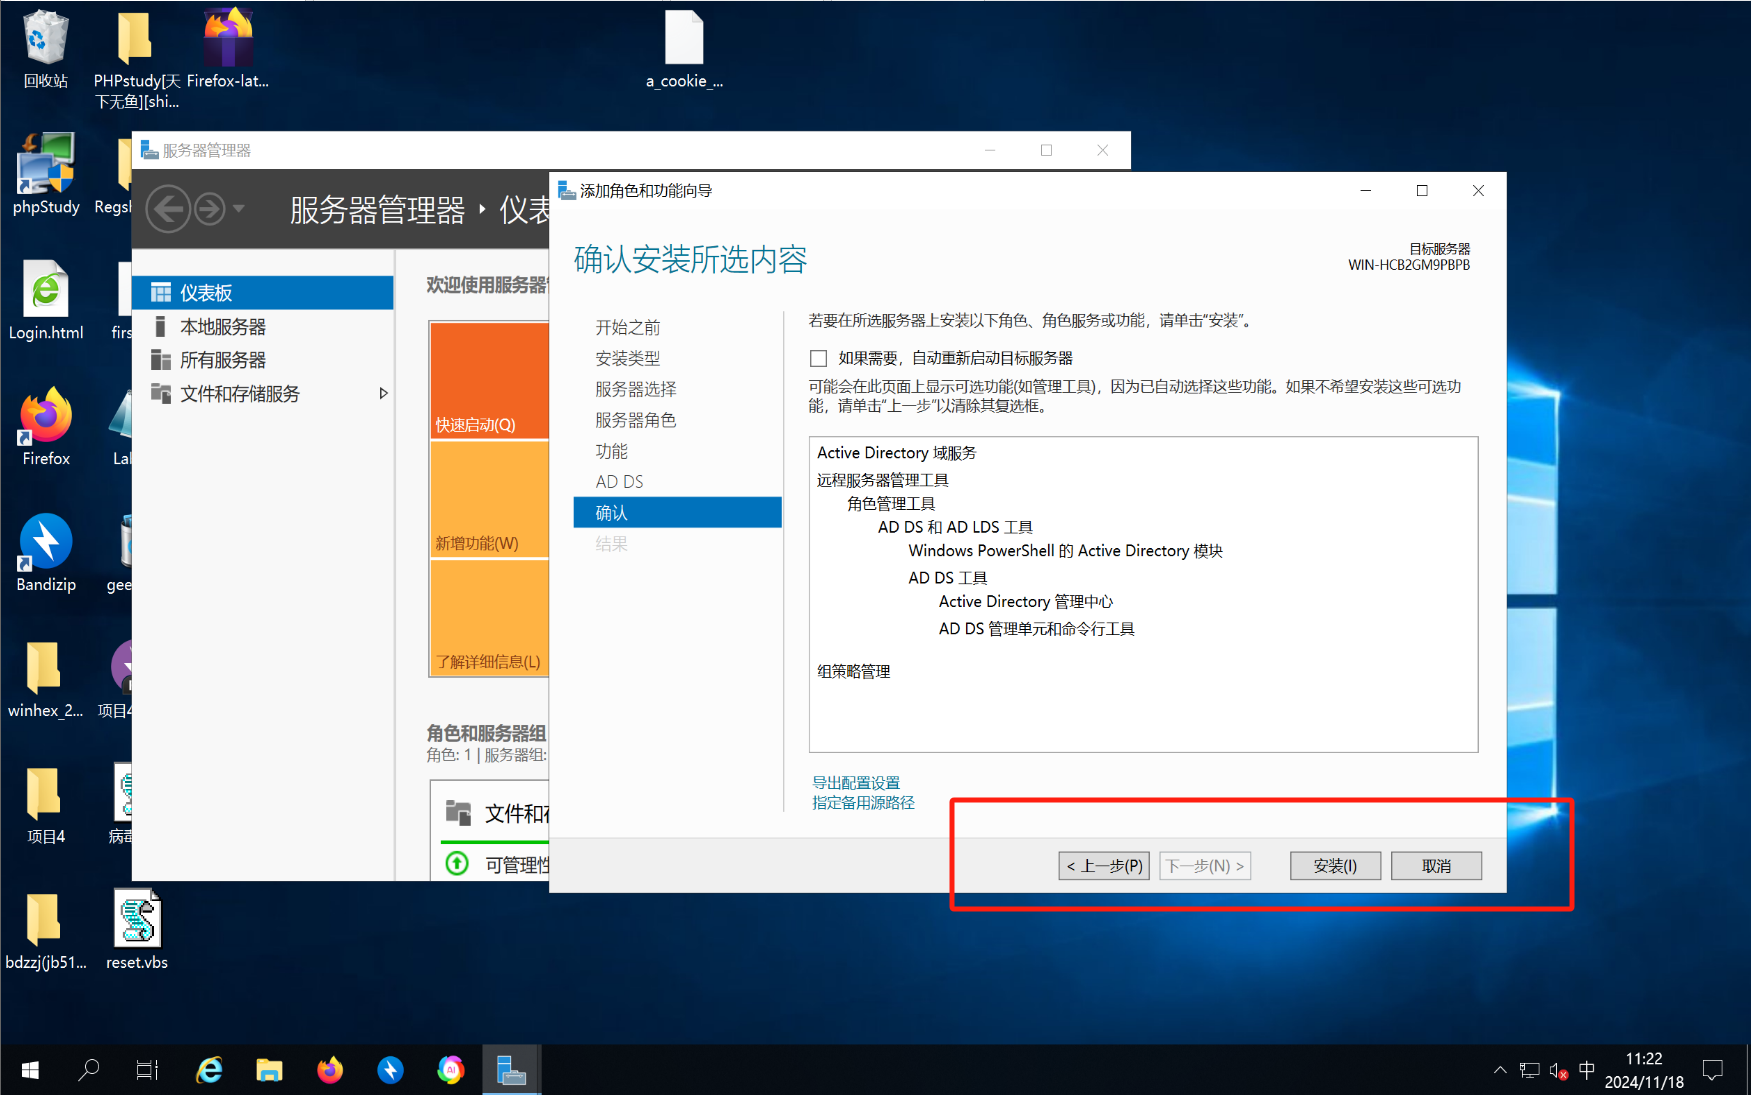 回收站
PHPstudy[天
下无鱼][shi...
Firefox-lat...
a_cookie_...
phpStudy
Regsh
Login.html
firs
Firefox
Bandizip
gee
winhex_2...
项目4
项目4
病毒
bdzzj(jb51...
reset.vbs
服务器管理器
服务器管理器
仪表
仪表板
本地服务器
所有服务器
文件和存储服务
欢迎使用服务器管
快速启动(Q)
新增功能(W)
了解详细信息(L)
角色和服务器组
角色: 1 | 服务器组:
文件和存
可管理性
添加角色和功能向导
确认安装所选内容
目标服务器
WIN-HCB2GM9PBPB
开始之前
安装类型
服务器选择
服务器角色
功能
AD DS
确认
结果
若要在所选服务器上安装以下角色、角色服务或功能，请单击“安装”。
如果需要，自动重新启动目标服务器
可能会在此页面上显示可选功能(如管理工具)，因为已自动选择这些功能。如果不希望安装这些可选功
能，请单击“上一步”以清除其复选框。
Active Directory 域服务
远程服务器管理工具
角色管理工具
AD DS 和 AD LDS 工具
Windows PowerShell 的 Active Directory 模块
AD DS 工具
Active Directory 管理中心
AD DS 管理单元和命令行工具
组策略管理
导出配置设置
指定备用源路径
< 上一步(P)
下一步(N) >
安装(I)
取消
中
11:22
2024/11/18